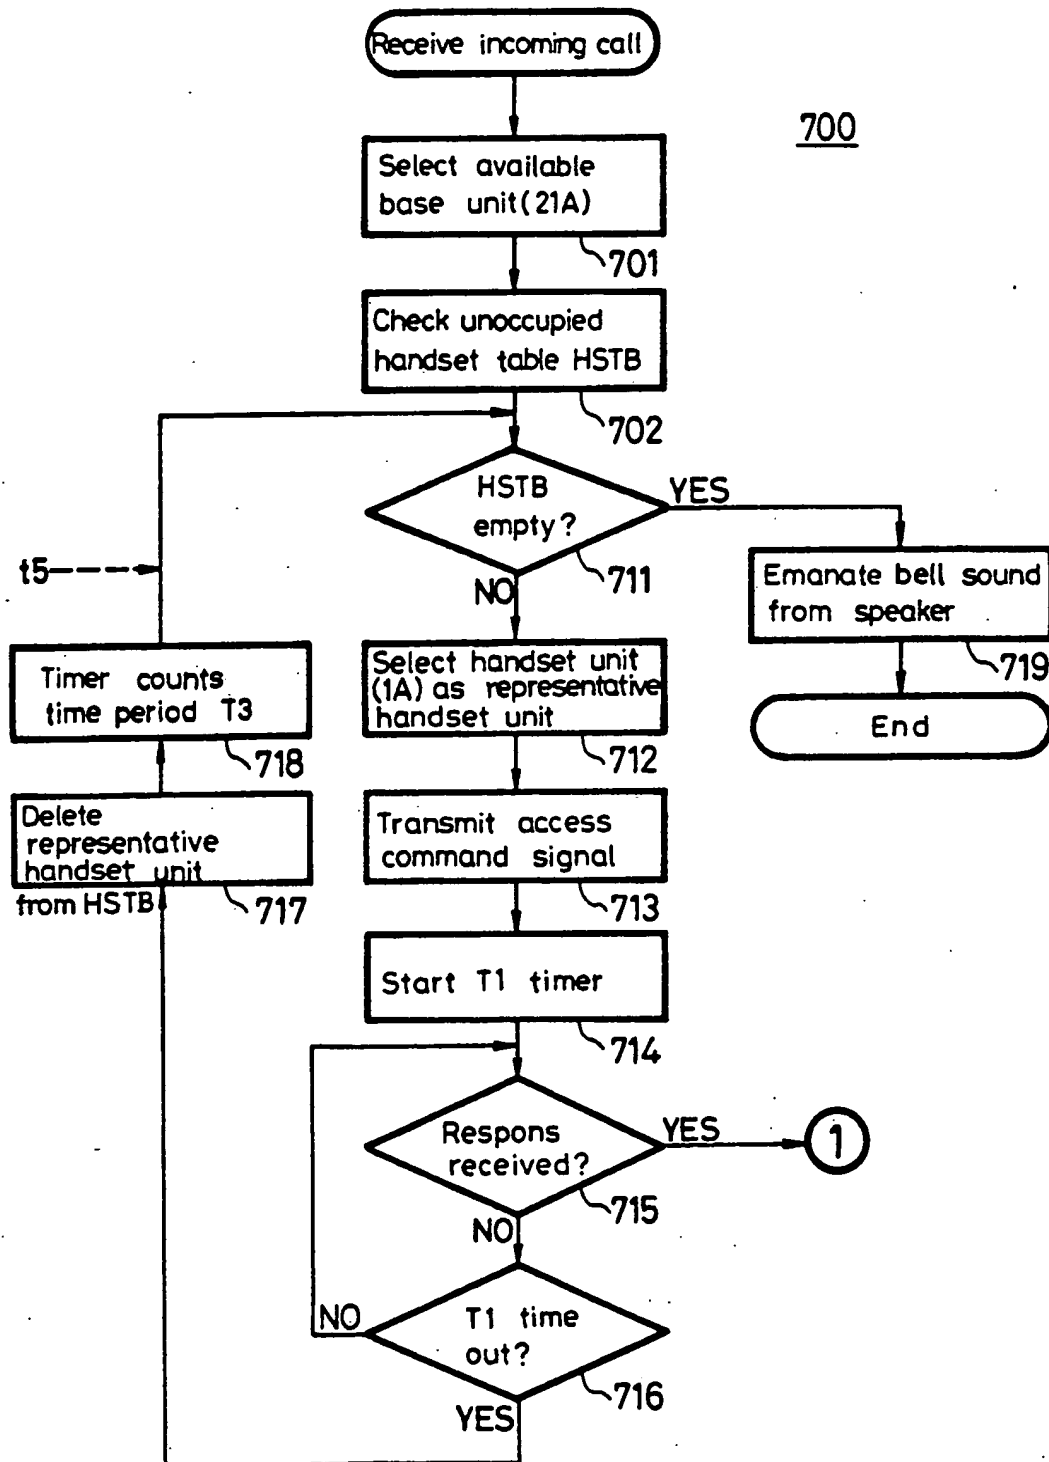 Receive incoming call
700
Select available
base unit(21A)
701
Check unoccupied
handset table HSTB
702
HSTB
empty?
YES
711
NO
t5
Emanate bell sound
from speaker
719
End
Select handset unit
(1A) as representative
handset unit
712
Timer counts
time period T3
718
Delete
representative
handset unit
from HSTB
717
Transmit access
command signal
713
Start T1 timer
714
Respons
received?
YES
1
715
NO
T1 time
out?
NO
716
YES